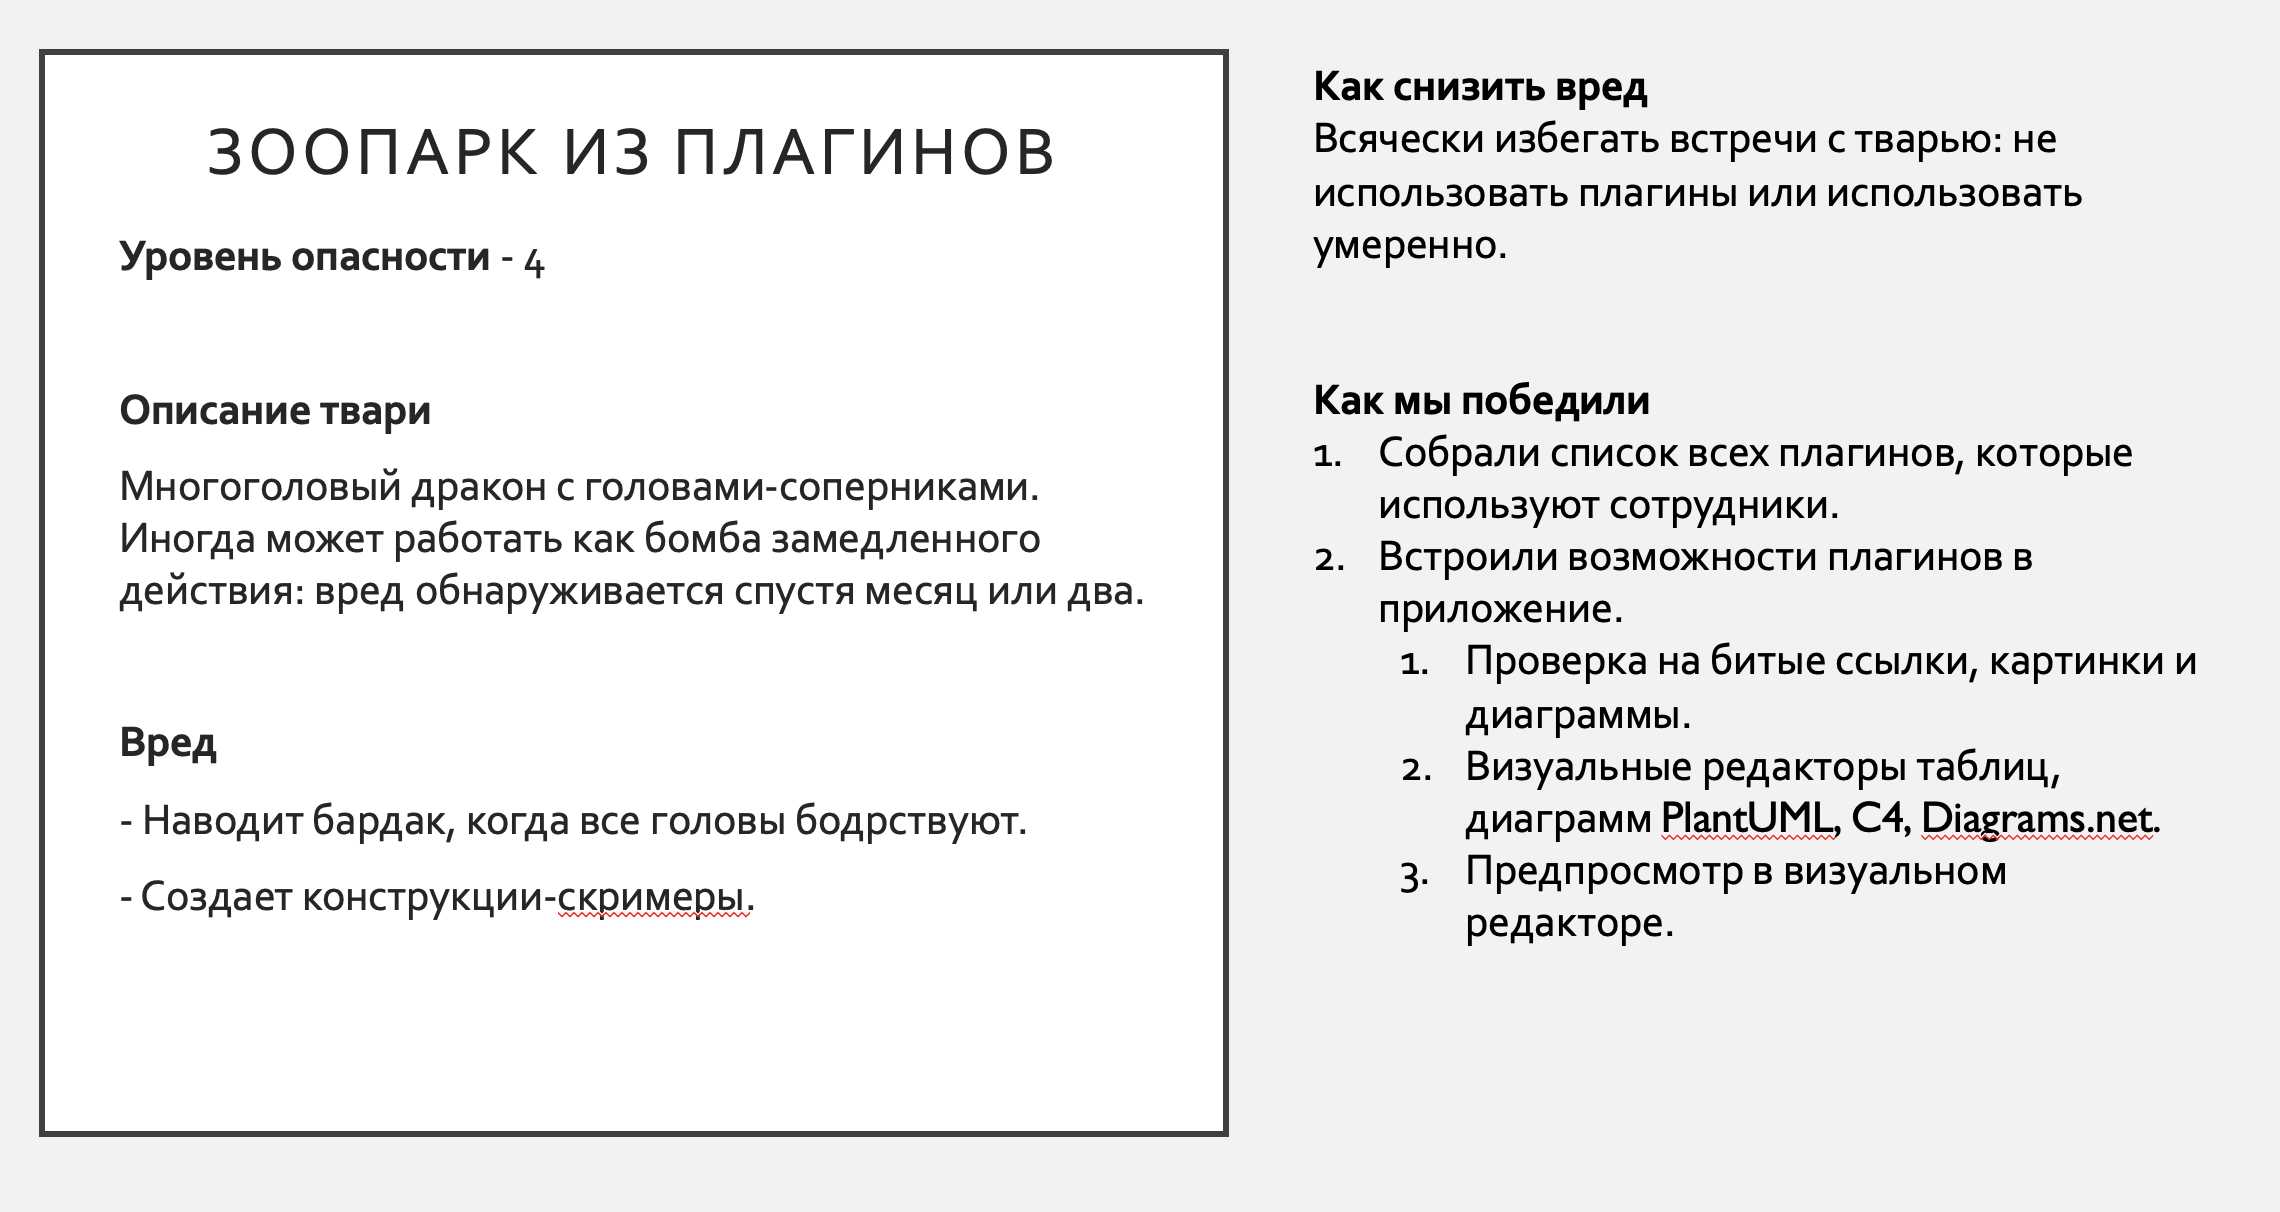 ЗООПАРК ИЗ ПЛАГИНОВ
Уровень опасности - 4
Описание твари
Многоголовый дракон с головами-соперниками.
Иногда может работать как бомба замедленного
действия: вред обнаруживается спустя месяц или два.
Вред
- Наводит бардак, когда все головы бодрствуют.
- Создает конструкции-скримеры.
Как снизить вред
Всячески избегать встречи с тварью: не
использовать плагины или использовать
умеренно.
Как мы победили
1. Собрали список всех плагинов, которые
используют сотрудники.
2. Встроили возможности плагинов в
приложение.
1. Проверка на битые ссылки, картинки и
диаграммы.
2. Визуальные редакторы таблиц,
диаграмм PlantUML, C4, Diagrams.net.
3. Предпросмотр в визуальном
редакторе.